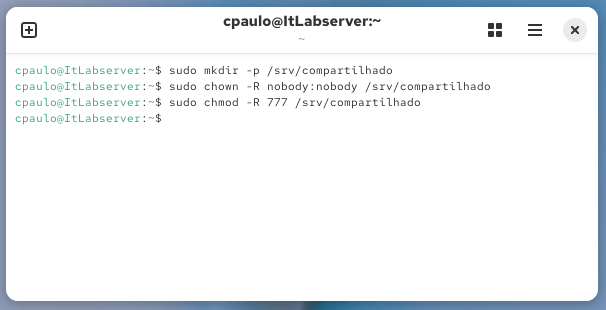 cpaulo@ItLabserver:~
~
cpaulo@ItLabserver:~$ sudo mkdir -p /srv/compartilhado
cpaulo@ItLabserver:~$ sudo chown -R nobody:nobody /srv/compartilhado
cpaulo@ItLabserver:~$ sudo chmod -R 777 /srv/compartilhado
cpaulo@ItLabserver:~$